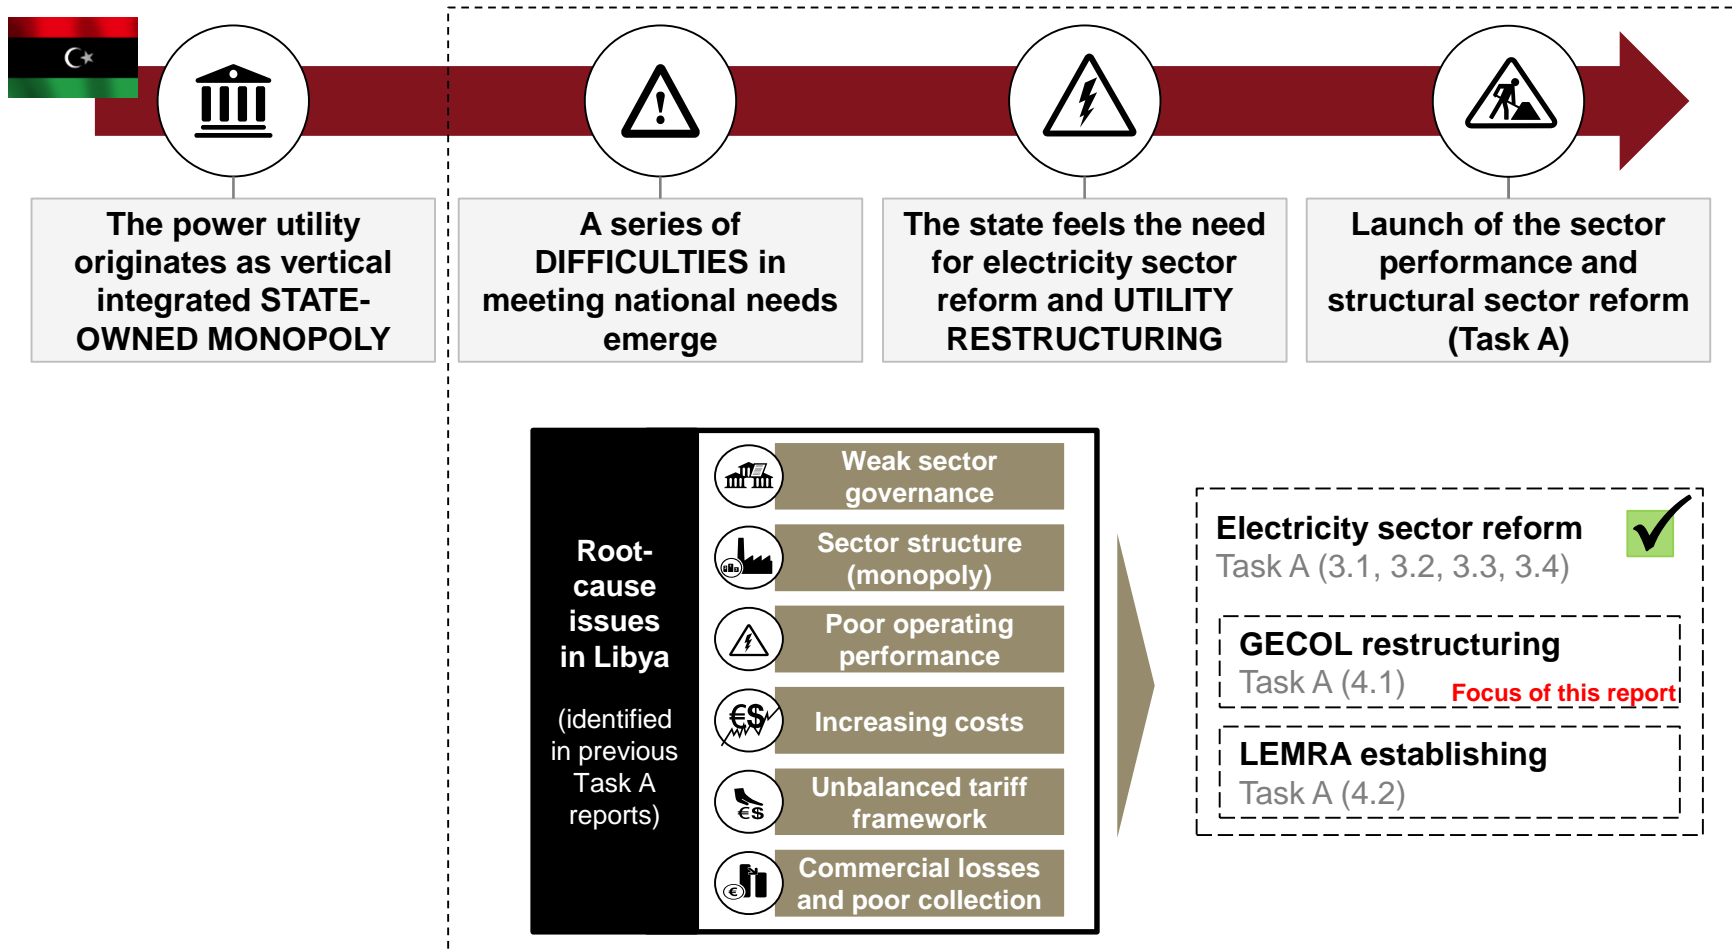 The power utility
originates as vertical
integrated STATE-
OWNED MONOPOLY
A series of
DIFFICULTIES in
meeting national needs
emerge
The state feels the need
for electricity sector
reform and UTILITY
RESTRUCTURING
Launch of the sector
performance and
structural sector reform
(Task A)
Root-
cause
issues
in Libya
(identified
in previous
Task A
reports)
Weak sector
governance
Sector structure
(monopoly)
Poor operating
performance
€$
Increasing costs
€$
Unbalanced tariff
framework
€
Commercial losses
and poor collection
Electricity sector reform
Task A (3.1, 3.2, 3.3, 3.4)
GECOL restructuring
Task A (4.1)
Focus of this report
LEMRA establishing
Task A (4.2)